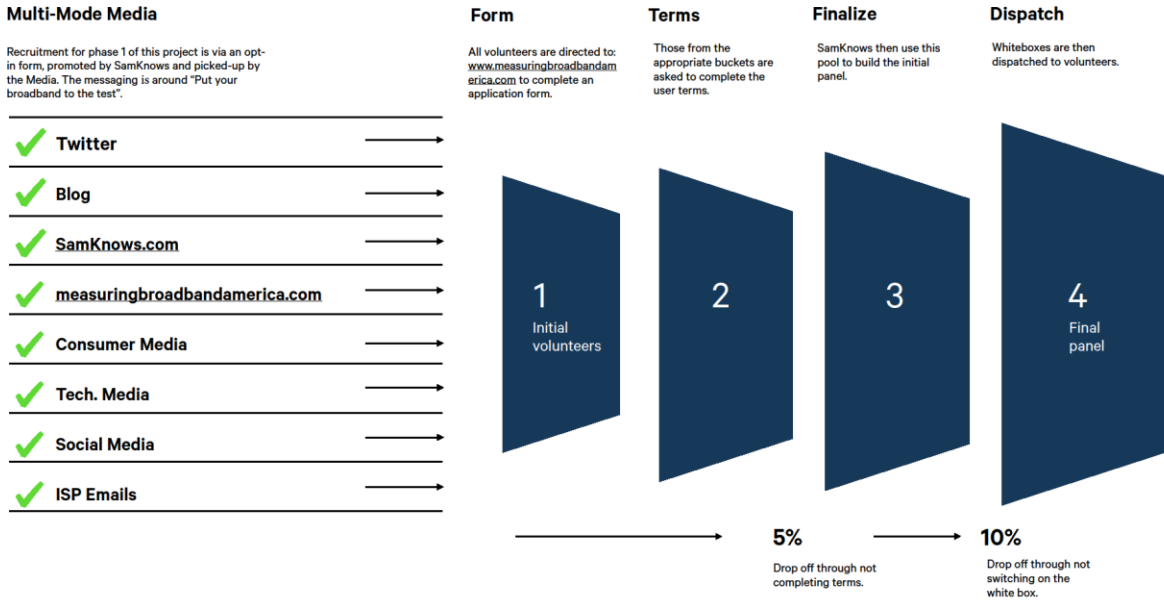 Multi-Mode Media
Recruitment for phase 1 of this project is via an opt-
in form, promoted by SamKnows and picked-up by
the Media. The messaging is around “Put your
broadband to the test”.
Twitter
Blog
SamKnows.com
measuringbroadbandamerica.com
Consumer Media
Tech. Media
Social Media
ISP Emails
Form
All volunteers are directed to:
www.measuringbroadbandam
erica.com to complete an
application form.
Terms
Those from the
appropriate buckets are
asked to complete the
user terms.
Finalize
SamKnows then use this
pool to build the initial
panel.
Dispatch
Whiteboxes are then
dispatched to volunteers.
1
Initial
volunteers
2
3
4
Final
panel
5%
Drop off through not
completing terms.
10%
Drop off through not
switching on the
white box.